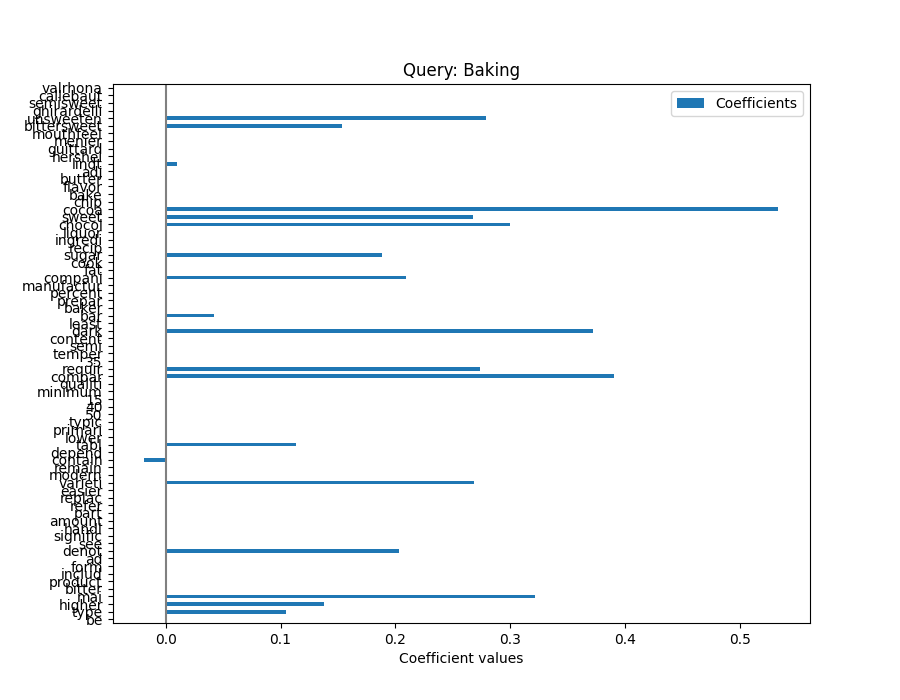 Query: Baking
Coefficients
valrhona
callebaut
semisweet
ghirardelli
unsweeten
bittersweet
mouthfeel
menier
guittard
hershei
lindt
adj
butter
flavor
bake
chip
cocoa
sweet
chocol
liquor
ingredi
recip
sugar
cook
fat
compani
manufactur
percent
prepar
baker
bar
least
dark
content
semi
temper
35
requir
compar
qualiti
minimum
15
40
50
typic
primari
lower
tabl
depend
contain
remain
modern
varieti
easier
replac
refer
part
amount
handl
signific
see
denot
ad
form
includ
product
bitter
mai
higher
type
be
0.0 0.1 0.2 0.3 0.4 0.5
Coefficient values